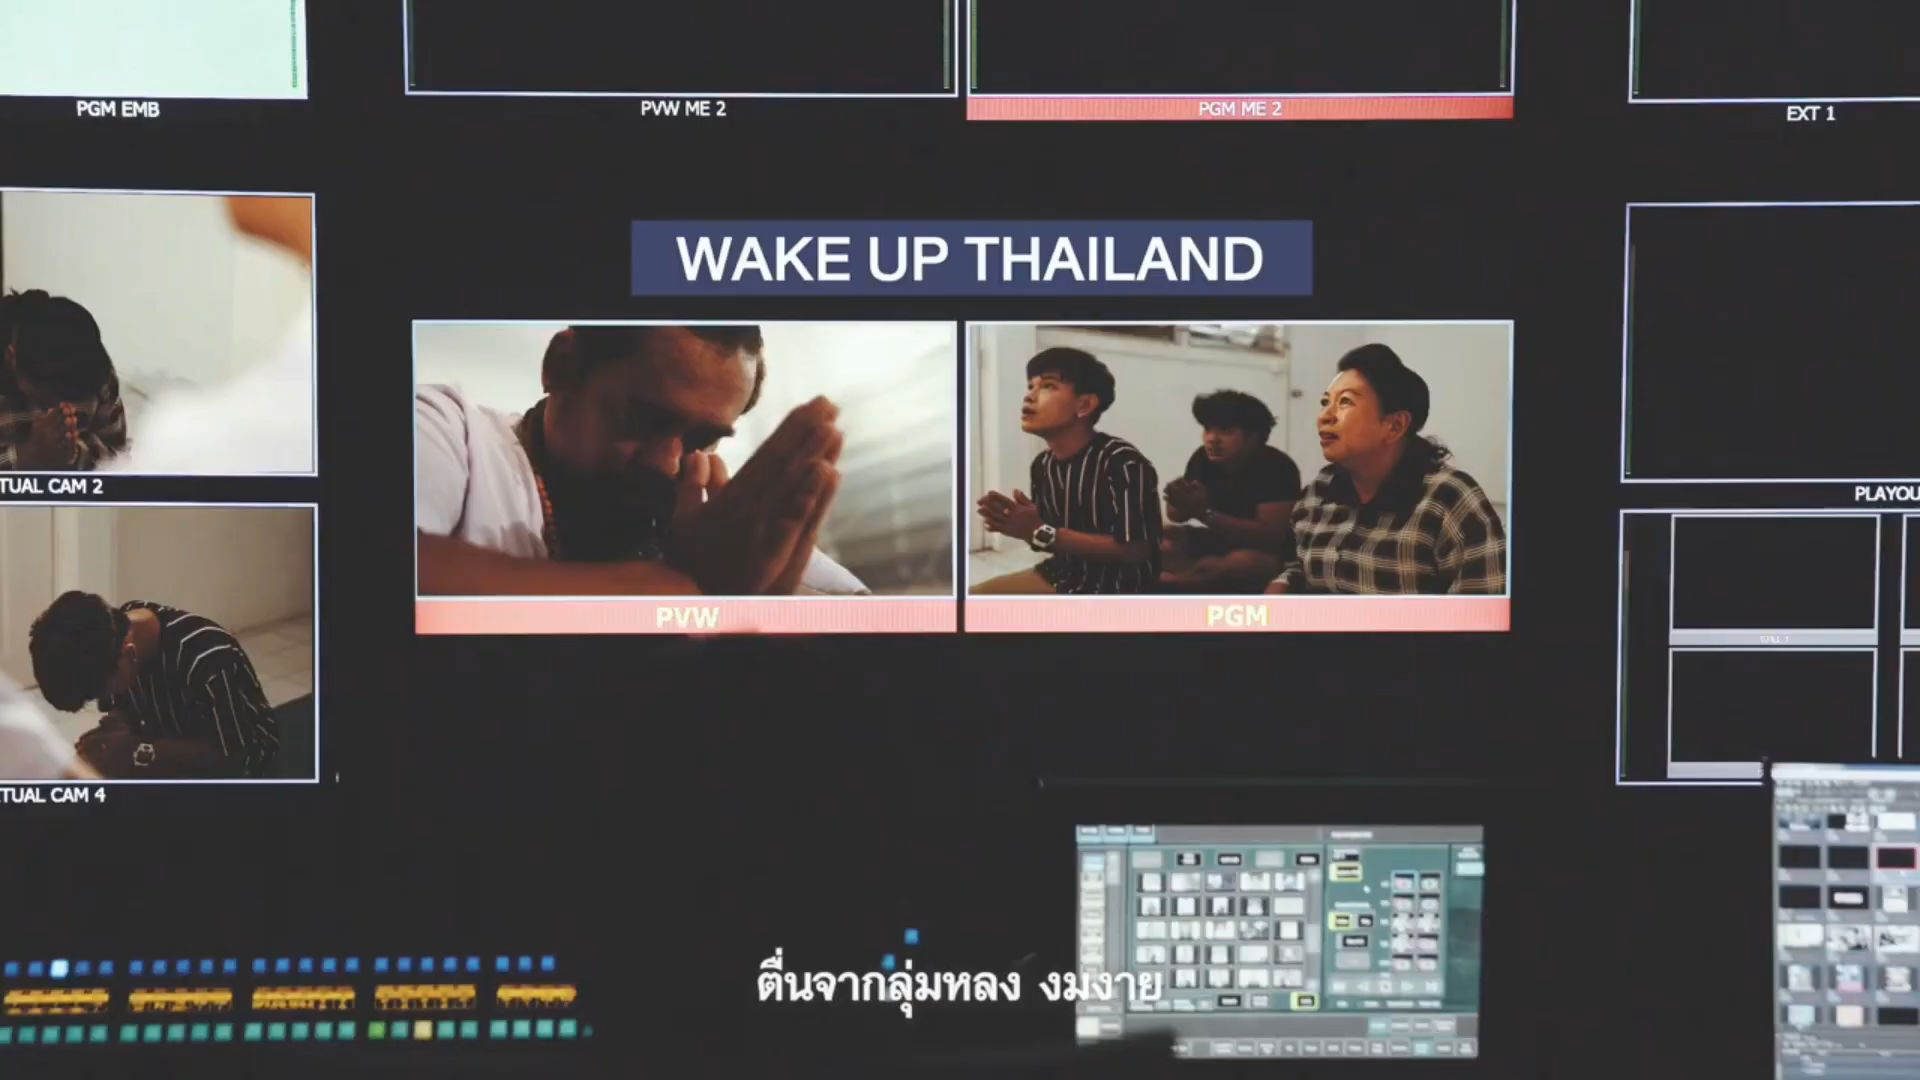 PGM EMB
PVW ME 2
PGM ME 2
EXT 1
WAKE UP THAILAND
TUAL CAM 2
PLAYOU
PVW
PGM
TUAL CAM 4
ตื่นจากลุ่มหลง งมงาย